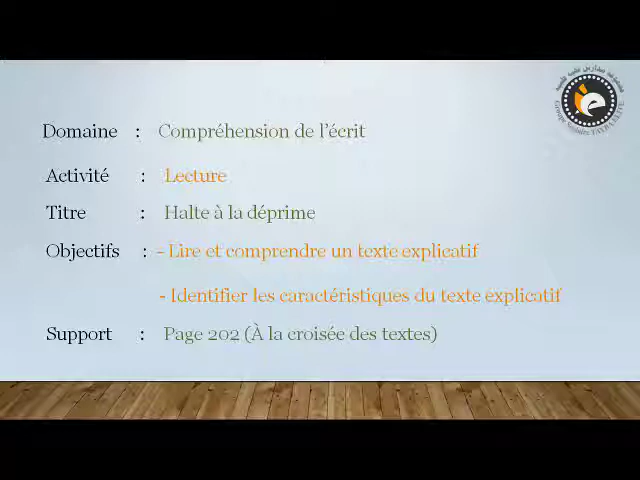 Domaine : Compréhension de l'écrit
Activité : Lecture
Titre : Halte à la déprime
Objectifs : - Lire et comprendre un texte explicatif
- Identifier les caractéristiques du texte explicatif
Support : Page 202 (À la croisée des textes)